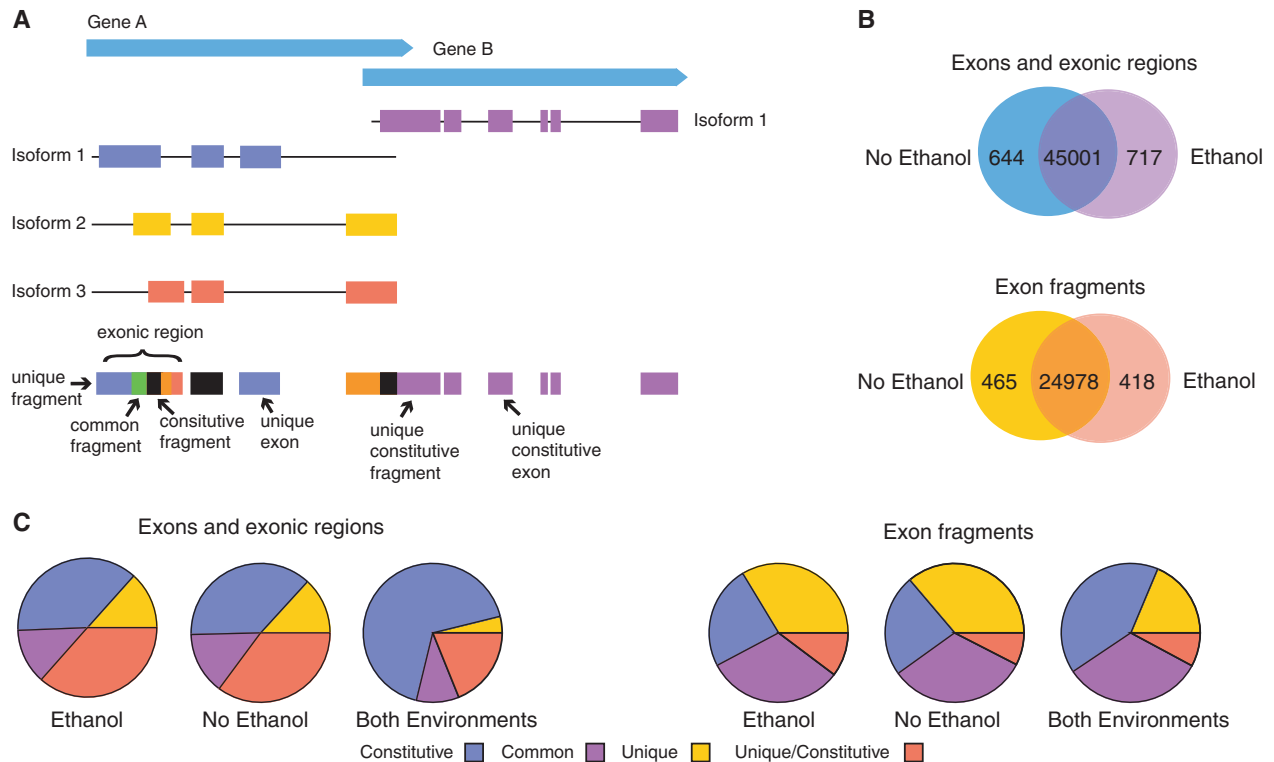 A
Gene A
Gene B
Isoform 1
Isoform 1
Isoform 2
Isoform 3
exonic region
unique
fragment
common
fragment
consitutive
fragment
unique
exon
unique
constitutive
fragment
unique
constitutive
exon
B
Exons and exonic regions
No Ethanol 644 45001 717 Ethanol
Exon fragments
No Ethanol 465 24978 418 Ethanol
C
Exons and exonic regions
Ethanol No Ethanol Both Environments
Exon fragments
Ethanol No Ethanol Both Environments
Constitutive Common Unique Unique/Constitutive